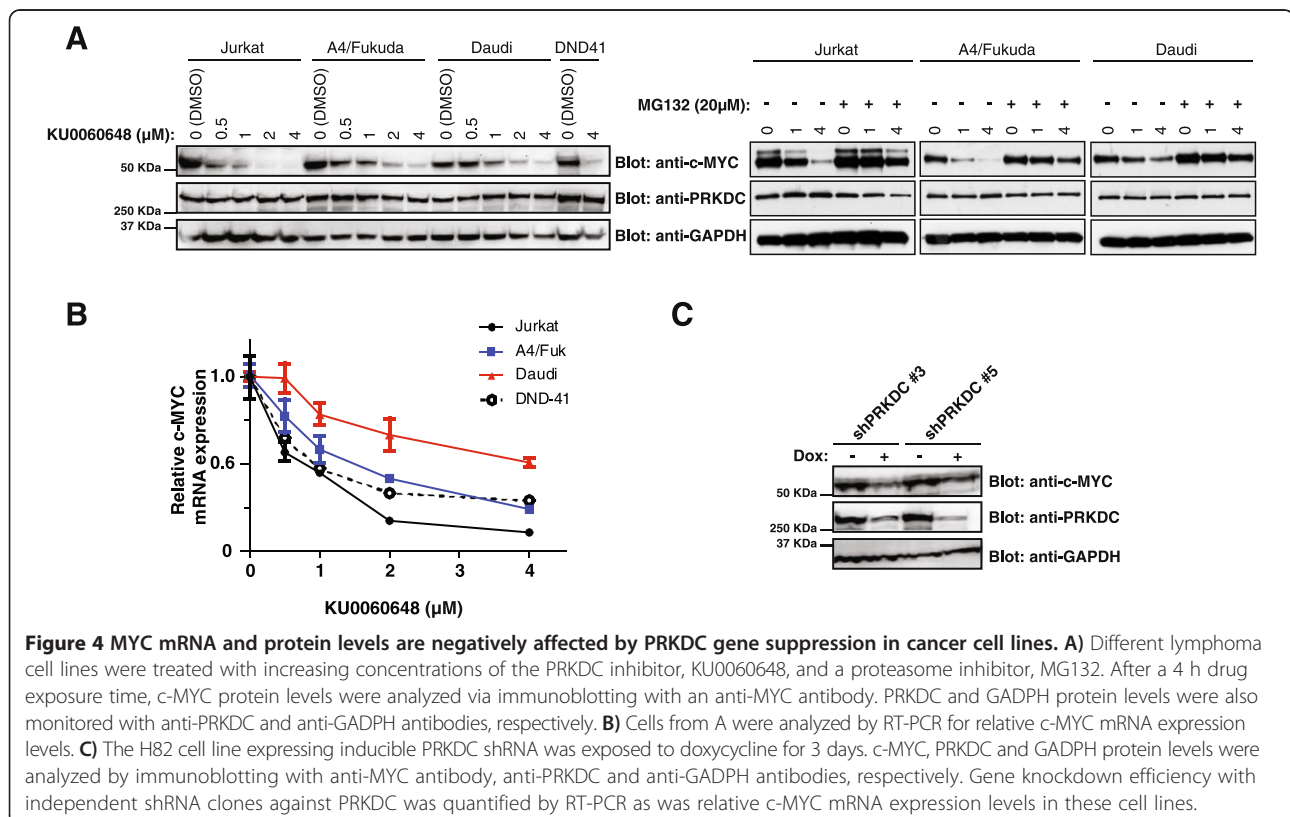 A
Jurkat A4/Fukuda Daudi DND41
KU0060648 (µM): 0 (DMSO) 0.5 1 2 4 0 (DMSO) 0.5 1 2 4 0 (DMSO) 0.5 1 2 4 0 (DMSO) 4
50 KDa Blot: anti-c-MYC
Blot: anti-PRKDC
250 KDa
37 KDa
Blot: anti-GAPDH
Jurkat A4/Fukuda Daudi
MG132 (20µM): - - - + + + - - - + + + - - - + + +
0 1 4 0 1 4 0 1 4 0 1 4 0 1 4 0 1 4
B
Relative c-MYC
mRNA expression
1.0
0.6
0
0 1 2 3 4
KU0060648 (µM)
Jurkat
A4/Fuk
Daudi
DND-41
C
shPRKDC #3 shPRKDC #5
Dox: - + - +
Blot: anti-c-MYC
50 KDa
Blot: anti-PRKDC
250 KDa
37 KDa
Blot: anti-GAPDH
Figure 4 MYC mRNA and protein levels are negatively affected by PRKDC gene suppression in cancer cell lines. A) Different lymphoma
cell lines were treated with increasing concentrations of the PRKDC inhibitor, KU0060648, and a proteasome inhibitor, MG132. After a 4 h drug
exposure time, c-MYC protein levels were analyzed via immunoblotting with an anti-MYC antibody. PRKDC and GADPH protein levels were also
monitored with anti-PRKDC and anti-GADPH antibodies, respectively. B) Cells from A were analyzed by RT-PCR for relative c-MYC mRNA expression
levels. C) The H82 cell line expressing inducible PRKDC shRNA was exposed to doxycycline for 3 days. c-MYC, PRKDC and GADPH protein levels were
analyzed by immunoblotting with anti-MYC antibody, anti-PRKDC and anti-GADPH antibodies, respectively. Gene knockdown efficiency with
independent shRNA clones against PRKDC was quantified by RT-PCR as was relative c-MYC mRNA expression levels in these cell lines.